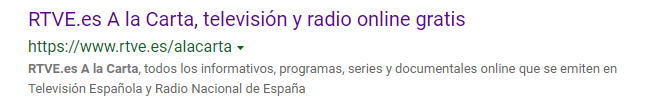 RTVE.es A la Carta, televisión y radio online gratis
https://www.rtve.es/alacarta
RTVE.es A la Carta, todos los informativos, programas, series y documentales online que se emiten en
Televisión Española y Radio Nacional de España